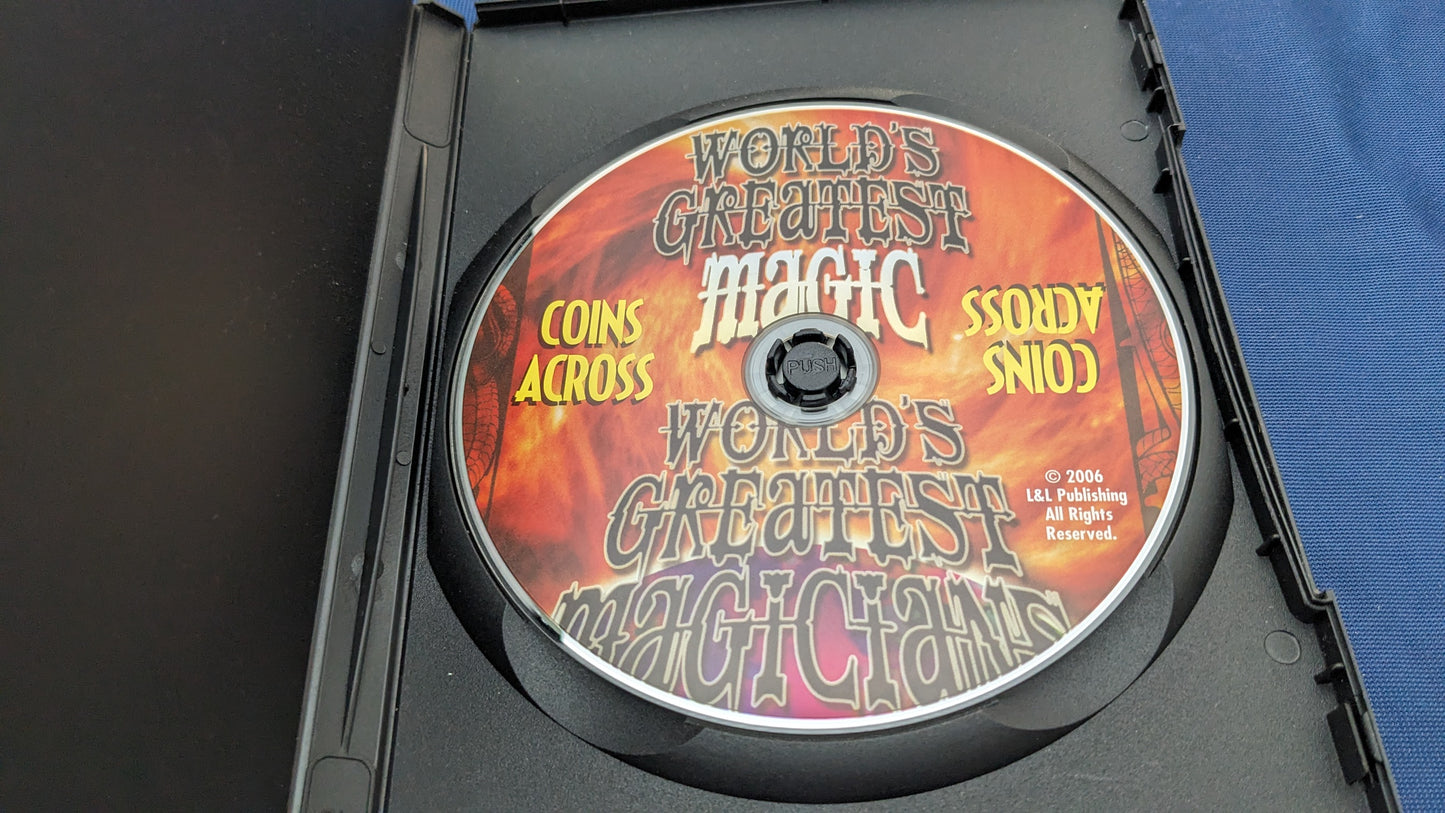 WORLD'S
GREATEST
MAGIC
COINS
ACROSS
COINS
ACROSS
PUSH
WORLD'S
GREATEST
MAGICIANS
© 2006
L&L Publishing
All Rights
Reserved.